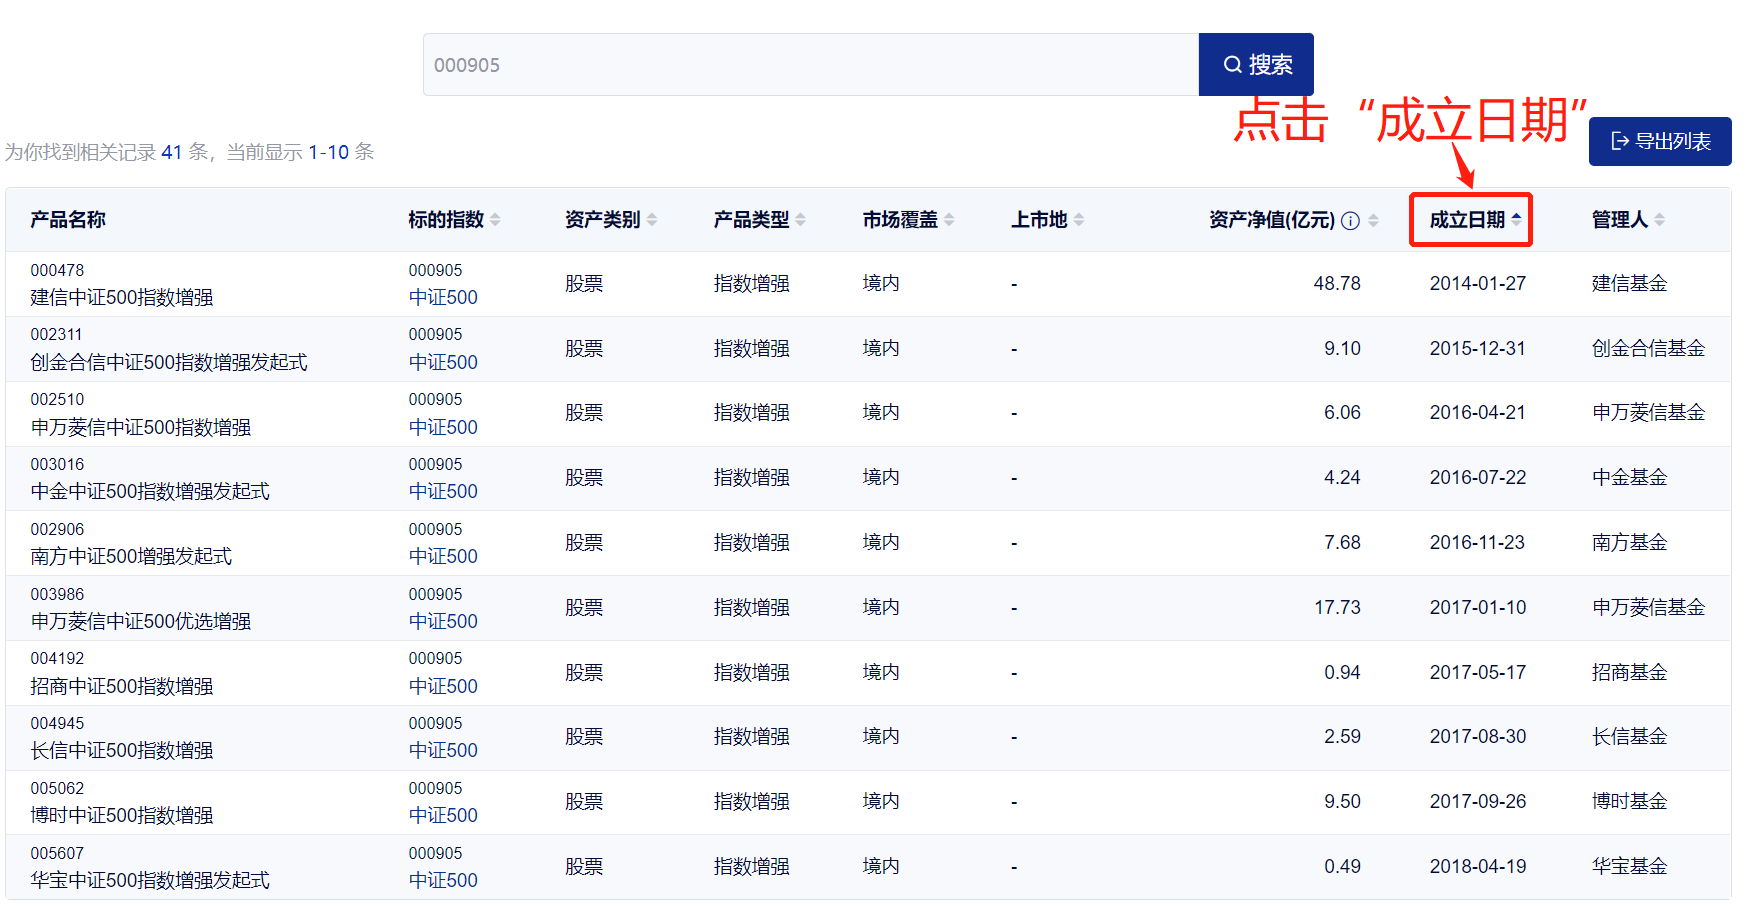 000905
搜索
点击“成立日期”
为你找到相关记录 41 条，当前显示 1-10 条
导出列表
产品名称 标的指数 资产类别 产品类型 市场覆盖 上市地 资产净值(亿元) 成立日期 管理人
000478 000905
建信中证500指数增强 中证500 股票 指数增强 境内 - 48.78 2014-01-27 建信基金
002311 000905
创金合信中证500指数增强发起式 中证500 股票 指数增强 境内 - 9.10 2015-12-31 创金合信基金
002510 000905
申万菱信中证500指数增强 中证500 股票 指数增强 境内 - 6.06 2016-04-21 申万菱信基金
003016 000905
中金中证500指数增强发起式 中证500 股票 指数增强 境内 - 4.24 2016-07-22 中金基金
002906 000905
南方中证500增强发起式 中证500 股票 指数增强 境内 - 7.68 2016-11-23 南方基金
003986 000905
申万菱信中证500优选增强 中证500 股票 指数增强 境内 - 17.73 2017-01-10 申万菱信基金
004192 000905
招商中证500指数增强 中证500 股票 指数增强 境内 - 0.94 2017-05-17 招商基金
004945 000905
长信中证500指数增强 中证500 股票 指数增强 境内 - 2.59 2017-08-30 长信基金
005062 000905
博时中证500指数增强 中证500 股票 指数增强 境内 - 9.50 2017-09-26 博时基金
005607 000905
华宝中证500指数增强发起式 中证500 股票 指数增强 境内 - 0.49 2018-04-19 华宝基金